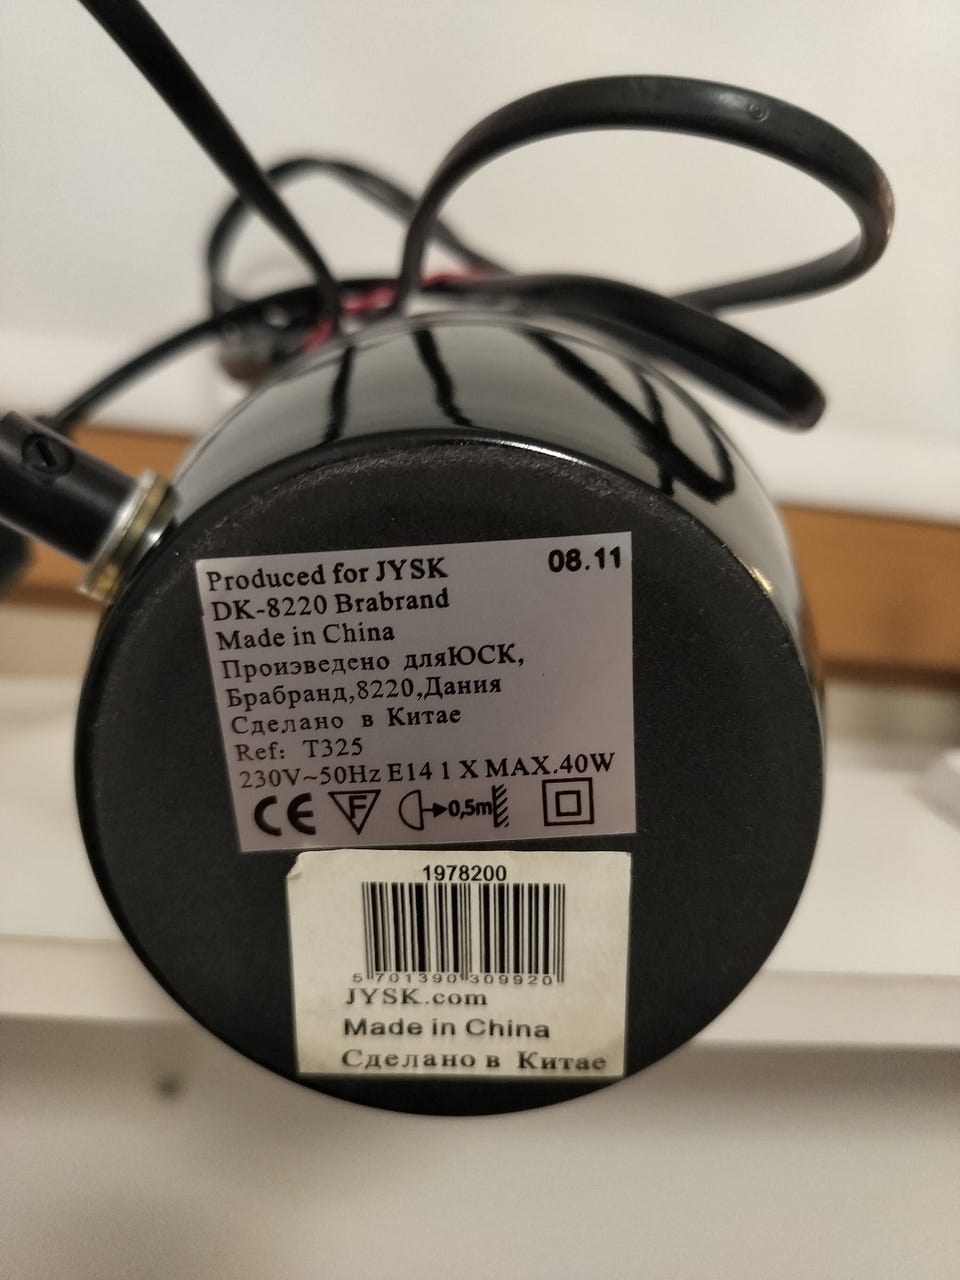 Produced for JYSK 08.11
DK-8220 Brabrand
Made in China
Произведено дляЮСК,
Брабранд,8220,Дания
Сделано в Китае
Ref: T325
230V~50Hz E14 1 X MAX.40W
CE F 0,5m
1978200
5 701390 309920
JYSK.com
Made in China
Сделано в Китае